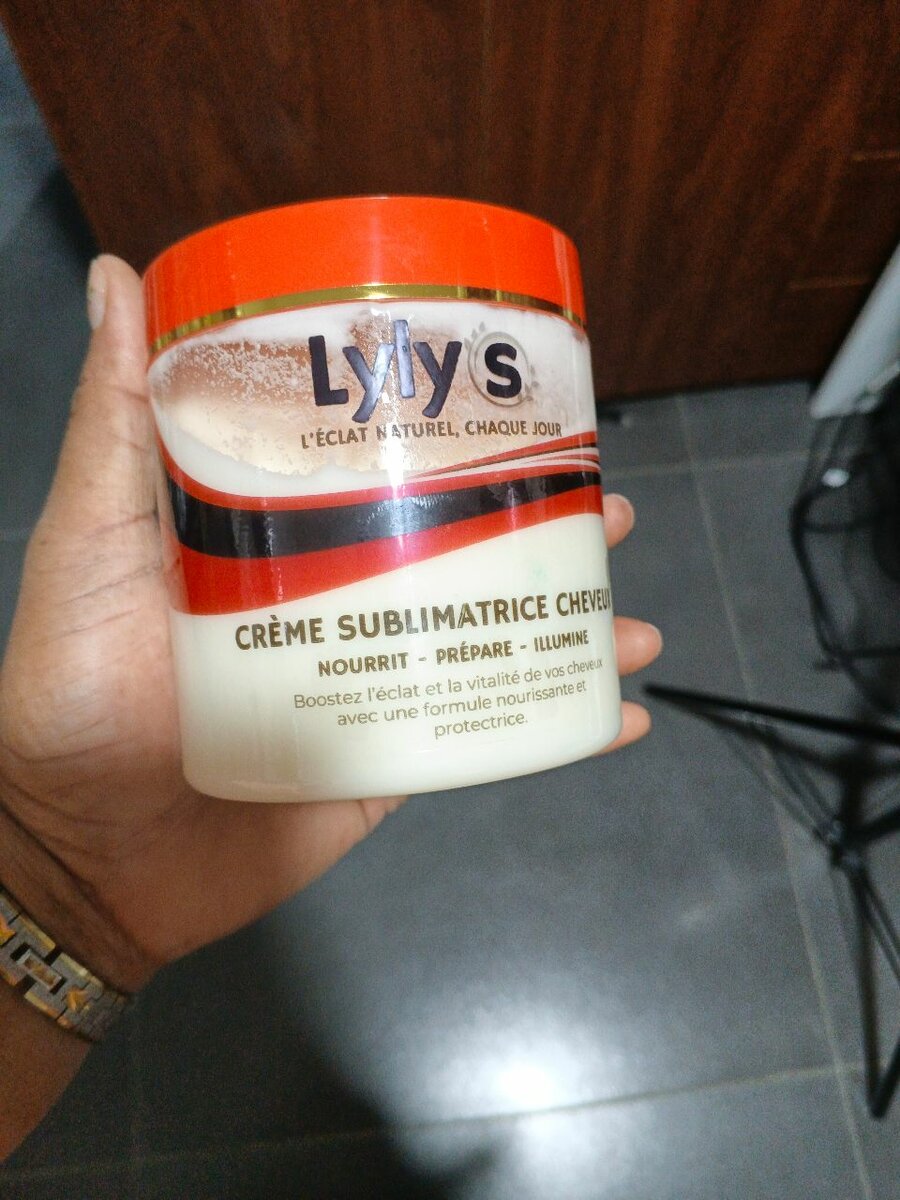 Lyly s
L'ÉCLAT NATUREL, CHAQUE JOUR
CRÈME SUBLIMATRICE CHEVEUX
NOURRIT - PRÉPARE - ILLUMINE
Boostez l'éclat et la vitalité de vos cheveux
avec une formule nourissante et
protectrice.